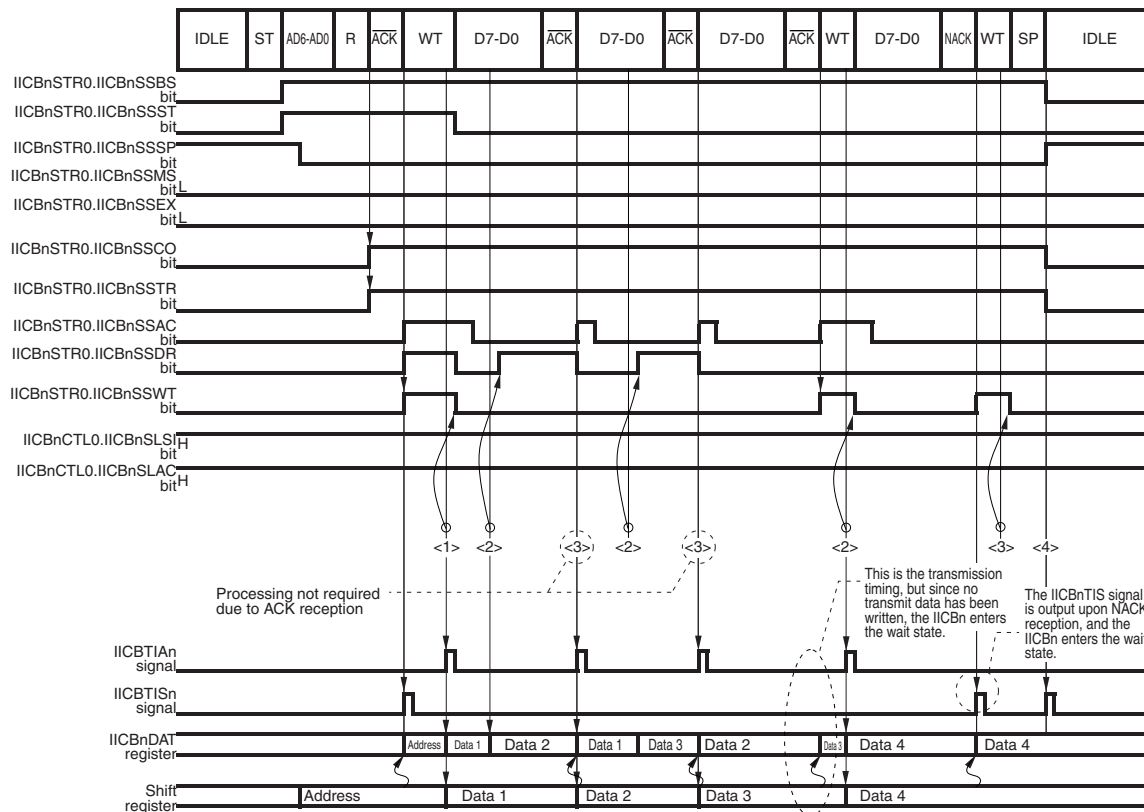 IDLE ST AD6-AD0 R ACK WT D7-D0 ACK D7-D0 ACK D7-D0 ACK WT D7-D0 NACK WT SP IDLE
IICBnSTR0.IICBnSSBS
bit
IICBnSTR0.IICBnSSST
bit
IICBnSTR0.IICBnSSSP
bit
IICBnSTR0.IICBnSSMS
bit L
IICBnSTR0.IICBnSSEX
bit L
IICBnSTR0.IICBnSSCO
bit
IICBnSTR0.IICBnSSTR
bit
IICBnSTR0.IICBnSSAC
bit
IICBnSTR0.IICBnSSDR
bit
IICBnSTR0.IICBnSSWT
bit
IICBnCTL0.IICBnSLSI H
bit
IICBnCTL0.IICBnSLAC
bit H
<1> <2> <3> <2> <3> <2> <3> <4>
Processing not required
due to ACK reception
This is the transmission
timing, but since no
transmit data has been
written, the IICBn enters
the wait state.
The IICBnTIS signal
is output upon NACK
reception, and the
IICBn enters the wait
state.
IICBTIAn
signal
IICBTISn
signal
IICBnDAT
register
Address Data 1 Data 2 Data 1 Data 3 Data 2 Data 3 Data 4 Data 4
Shift
register
Address Data 1 Data 2 Data 3 Data 4